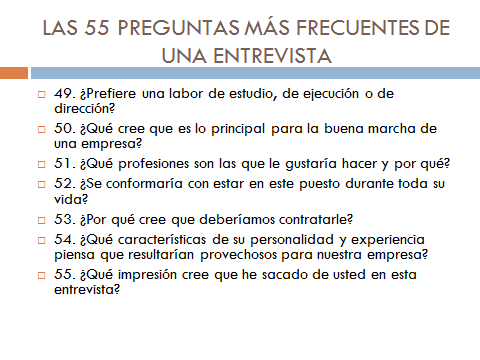 LAS 55 PREGUNTAS MÁS FRECUENTES DE
UNA ENTREVISTA
49. ¿Prefiere una labor de estudio, de ejecución o de
dirección?
50. ¿Qué cree que es lo principal para la buena marcha de
una empresa?
51. ¿Qué profesiones son las que le gustaría hacer y por qué?
52. ¿Se conformaría con estar en este puesto durante toda su
vida?
53. ¿Por qué cree que deberíamos contratarle?
54. ¿Qué características de su personalidad y experiencia
piensa que resultarían provechosos para nuestra empresa?
55. ¿Qué impresión cree que he sacado de usted en esta
entrevista?